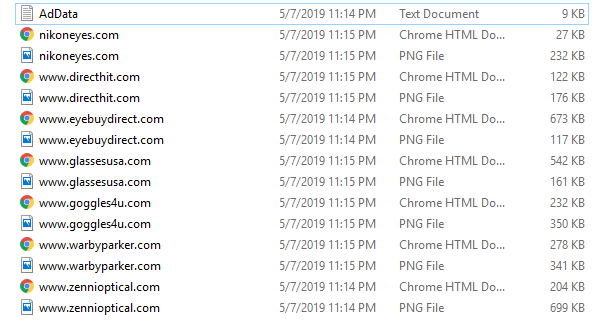 AdData 5/7/2019 11:14 PM Text Document 9 KB
nikoneyes.com 5/7/2019 11:15 PM Chrome HTML Do... 27 KB
nikoneyes.com 5/7/2019 11:15 PM PNG File 232 KB
www.directhit.com 5/7/2019 11:15 PM Chrome HTML Do... 122 KB
www.directhit.com 5/7/2019 11:15 PM PNG File 176 KB
www.eyebuydirect.com 5/7/2019 11:14 PM Chrome HTML Do... 673 KB
www.eyebuydirect.com 5/7/2019 11:14 PM PNG File 117 KB
www.glassesusa.com 5/7/2019 11:15 PM Chrome HTML Do... 542 KB
www.glassesusa.com 5/7/2019 11:15 PM PNG File 161 KB
www.goggles4u.com 5/7/2019 11:15 PM Chrome HTML Do... 232 KB
www.goggles4u.com 5/7/2019 11:15 PM PNG File 350 KB
www.warbyparker.com 5/7/2019 11:15 PM Chrome HTML Do... 278 KB
www.warbyparker.com 5/7/2019 11:15 PM PNG File 341 KB
www.zennioptical.com 5/7/2019 11:14 PM Chrome HTML Do... 204 KB
www.zennioptical.com 5/7/2019 11:14 PM PNG File 699 KB